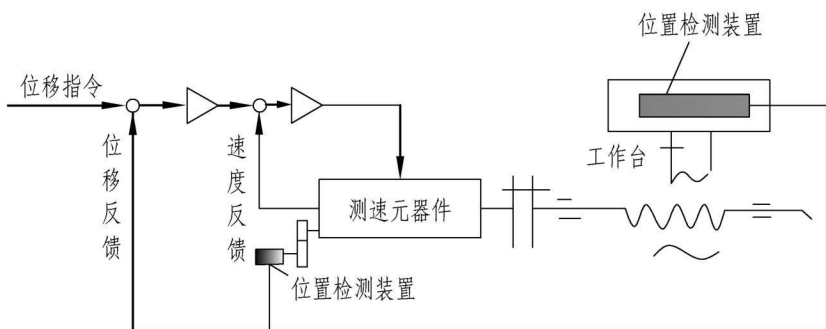 位置检测装置
位移指令
工作台
位移反馈
速度反馈
测速元器件
位置检测装置